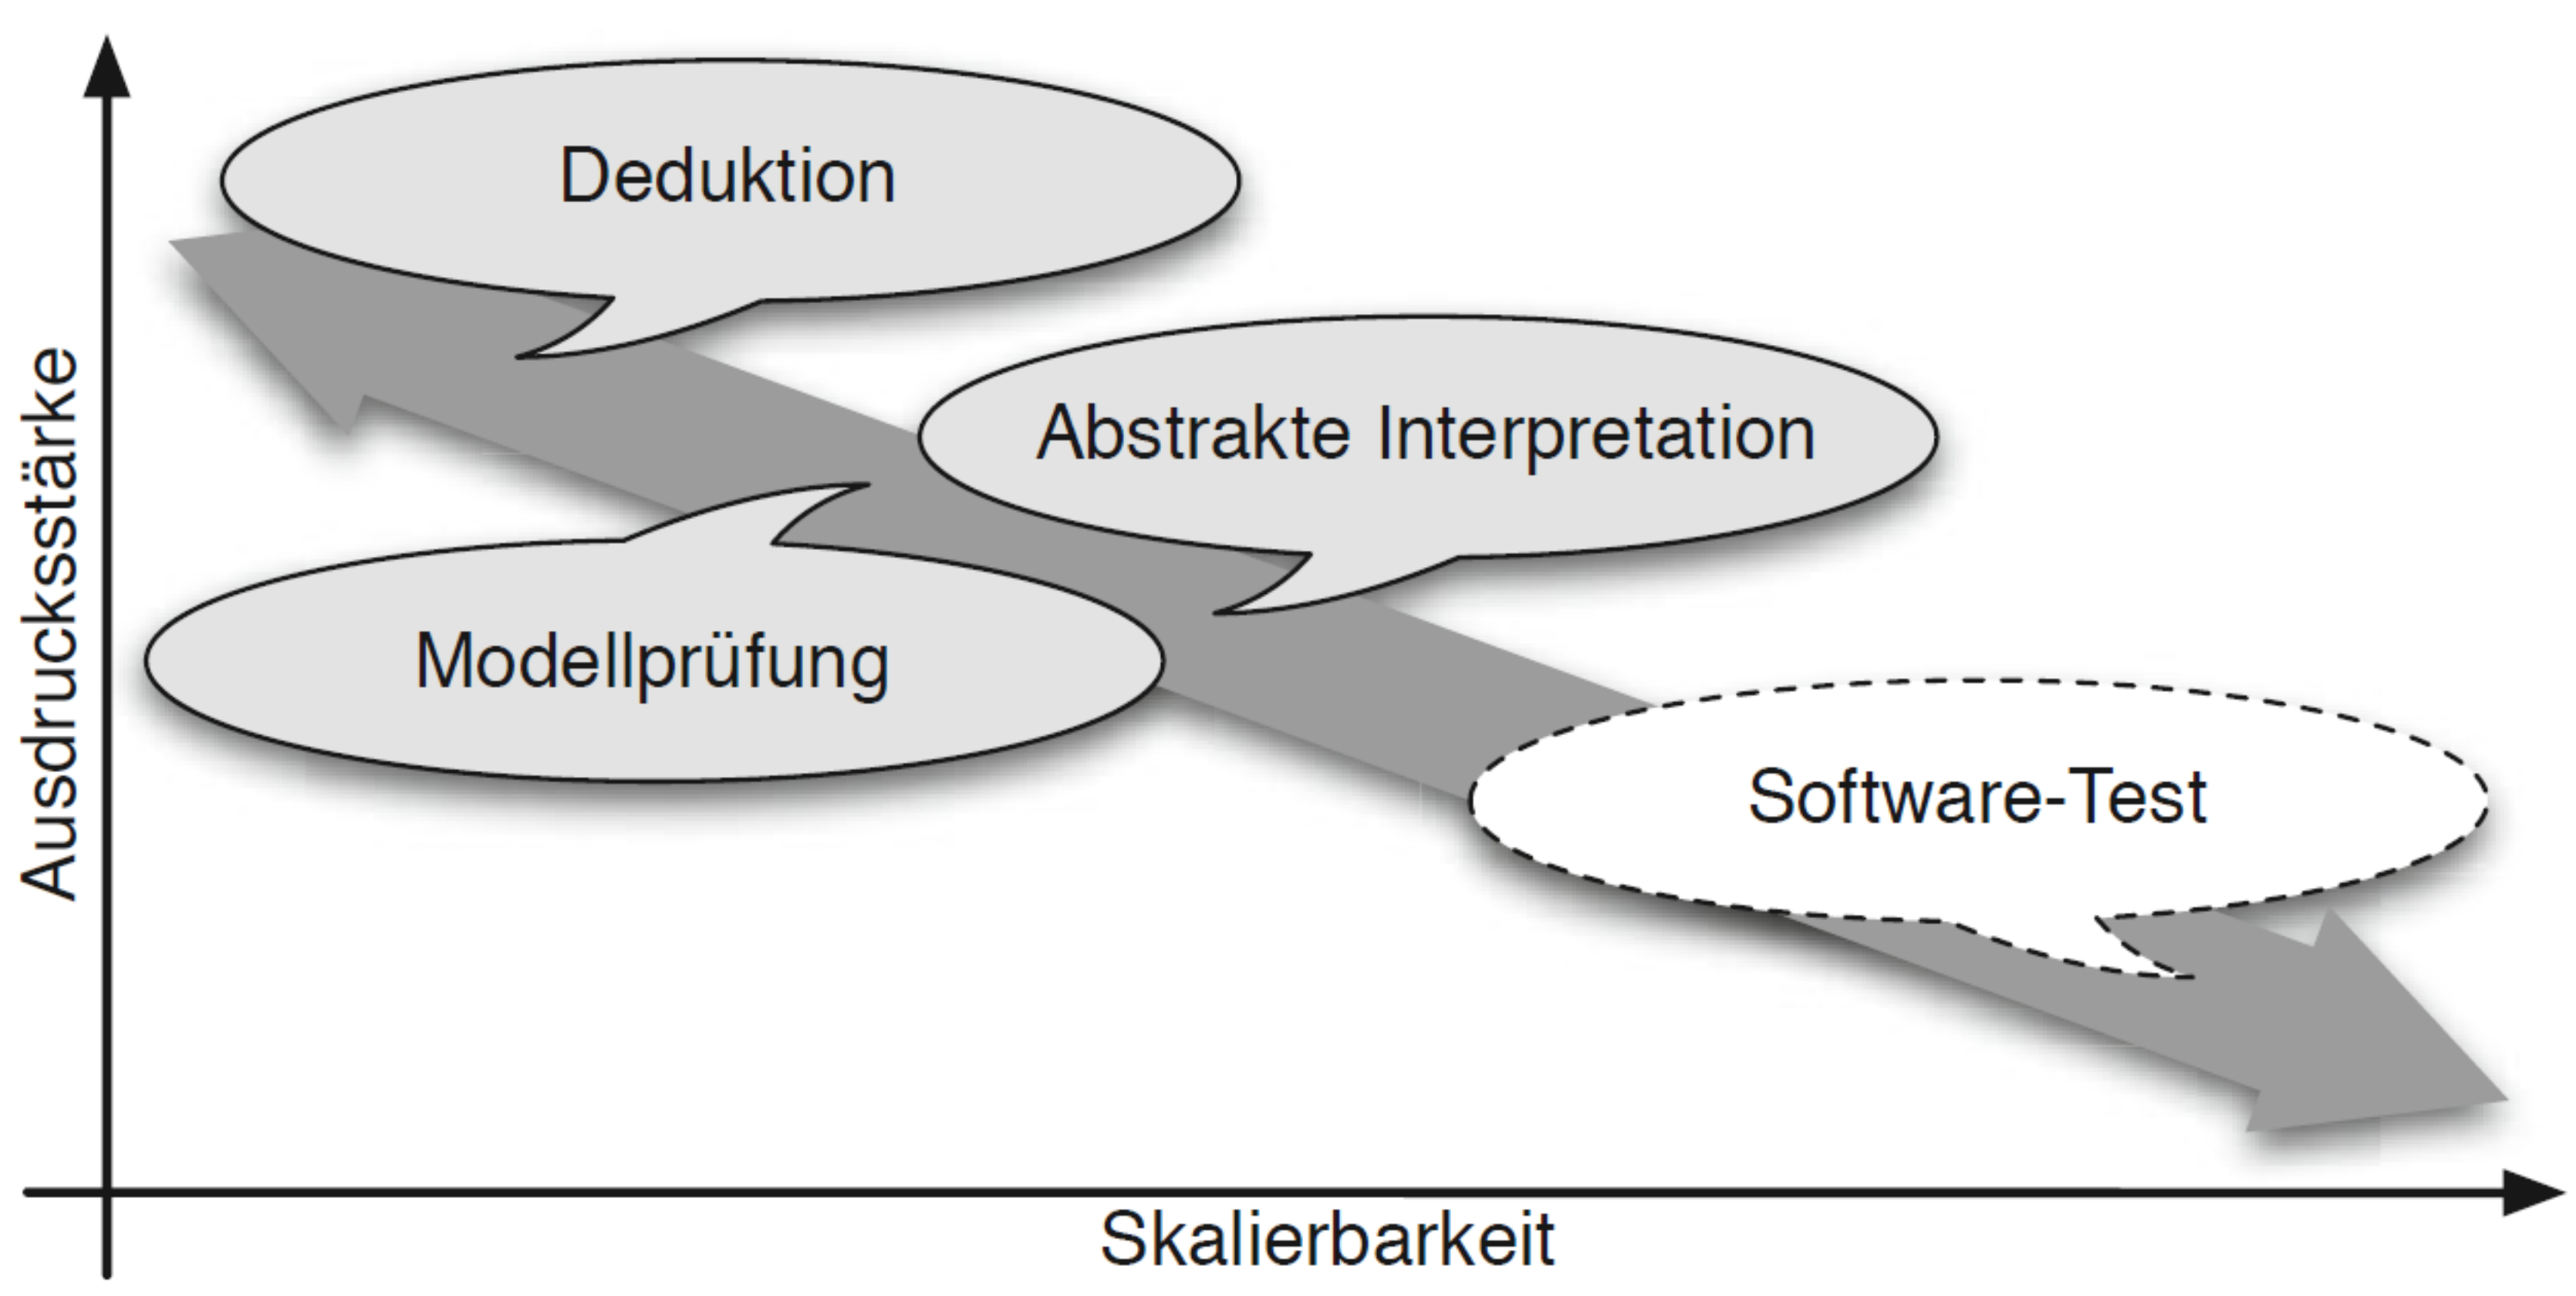 Deduktion
Abstrakte Interpretation
Modellprüfung
Software-Test
Ausdrucksstärke
Skalierbarkeit